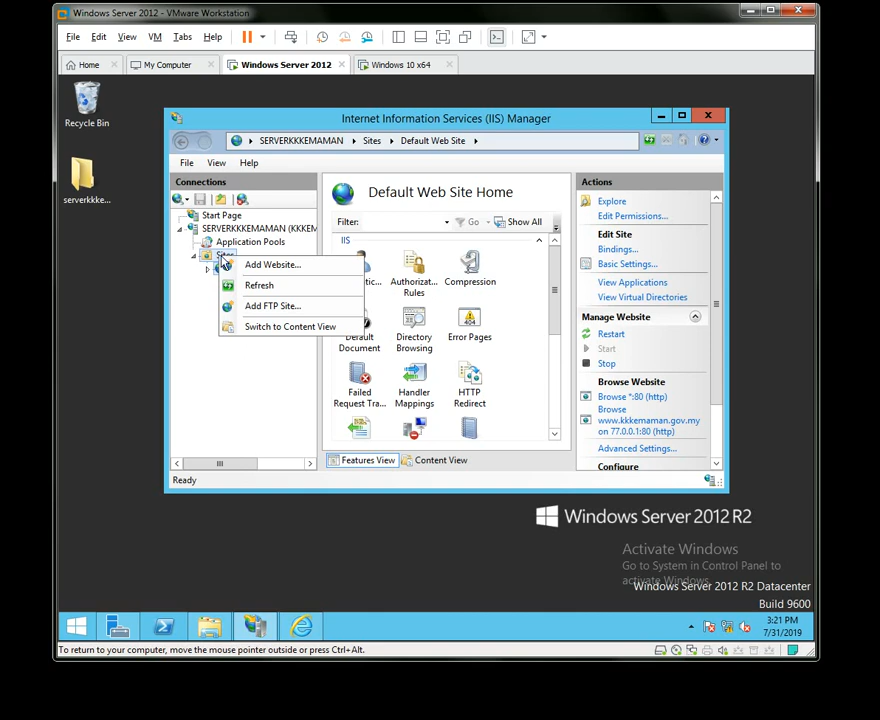 Windows Server 2012 - VMware Workstation
File Edit View VM Tabs Help
Home My Computer Windows Server 2012 Windows 10 x64
Recycle Bin
serverkkke...
Internet Information Services (IIS) Manager
SERVERKKKEMAMAN Sites Default Web Site
File View Help
Connections
Start Page
SERVERKKKEMAMAN (KKKEM
Application Pools
Add Website...
Refresh
Add FTP Site...
Switch to Content View
Default Web Site Home
Filter: Go Show All
IIS
Authorizat...
Rules
Compression
Default
Document
Directory
Browsing
Error Pages
Failed
Request Tra...
Handler
Mappings
HTTP
Redirect
Features View Content View
Actions
Explore
Edit Permissions...
Edit Site
Bindings...
Basic Settings...
View Applications
View Virtual Directories
Manage Website
Restart
Start
Stop
Browse Website
Browse *:80 (http)
Browse
www.kkkemaman.gov.my
on 77.0.0.1:80 (http)
Advanced Settings...
Configure
Ready
Windows Server 2012 R2
Activate Windows
Go to System in Control Panel to
activate Windows.
Windows Server 2012 R2 Datacenter
Build 9600
3:21 PM
7/31/2019
To return to your computer, move the mouse pointer outside or press Ctrl+Alt.